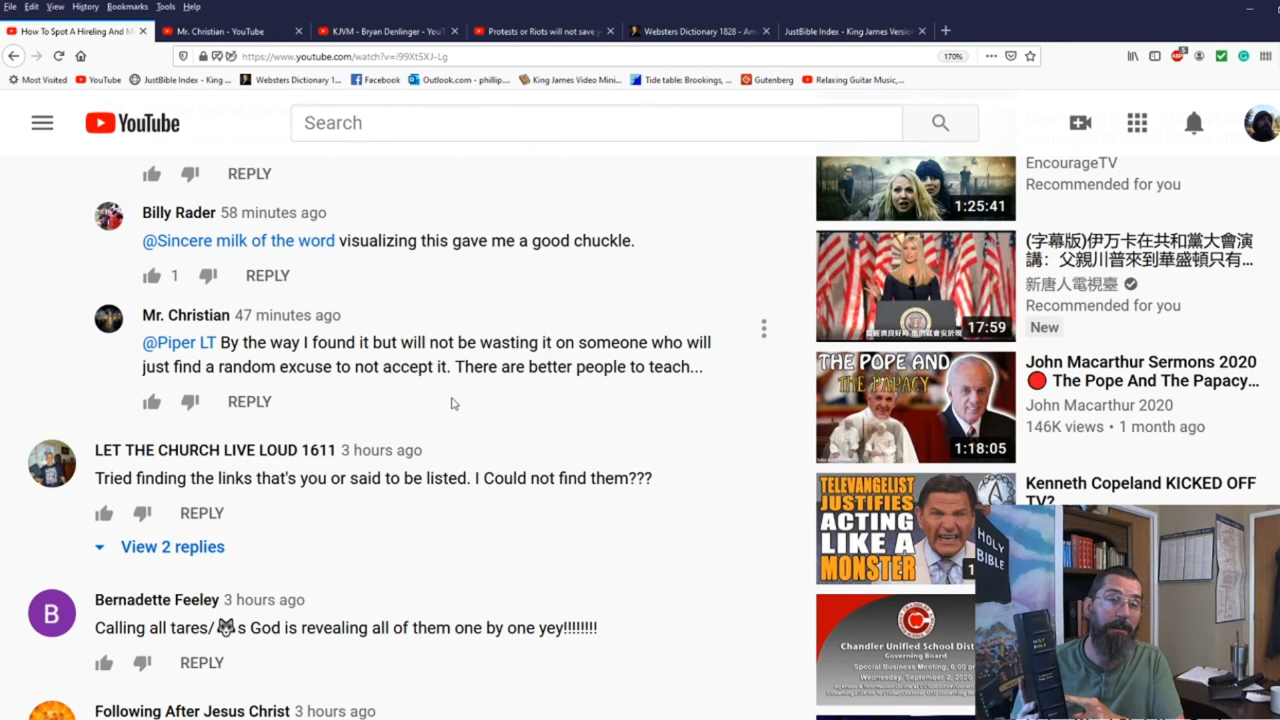 File Edit View History Bookmarks Tools Help
How To Spot A Hireling And M
Mr. Christian - YouTube
KJVM - Bryan Denlinger - YouT
Protests or Riots will not save y
Websters Dictionary 1828 - Am
JustBible Index - King James Versio
https://www.youtube.com/watch?v=i99Xt5XJ-Lg
170%
Most Visited
YouTube
JustBible Index - King ...
Websters Dictionary 1...
Facebook
Outlook.com - phillip....
King James Video Mini...
Tide table: Brookings, ...
Gutenberg
Relaxing Guitar Music,...
YouTube
Search
REPLY
Billy Rader 58 minutes ago
@Sincere milk of the word visualizing this gave me a good chuckle.
1 REPLY
Mr. Christian 47 minutes ago
@Piper LT By the way I found it but will not be wasting it on someone who will
just find a random excuse to not accept it. There are better people to teach...
REPLY
LET THE CHURCH LIVE LOUD 1611 3 hours ago
Tried finding the links that's you or said to be listed. I Could not find them???
REPLY
View 2 replies
B
Bernadette Feeley 3 hours ago
Calling all tares/🐺s God is revealing all of them one by one yey!!!!!!!!
REPLY
Following After Jesus Christ 3 hours ago
1:25:41
EncourageTV
Recommended for you
17:59
(字幕版)伊万卡在共和黨大會演
講：父親川普來到華盛頓只有...
新唐人電視臺
Recommended for you
New
THE POPE AND
THE PAPACY
1:18:05
John Macarthur Sermons 2020
🔴 The Pope And The Papacy...
John Macarthur 2020
146K views • 1 month ago
TELEVANGELIST
JUSTIFIES
ACTING
LIKE A
MONSTER
Kenneth Copeland KICKED OFF
TV?
Chandler Unified School Dist
Governing Board
Special Business Meeting, 6:00 p
Wednesday, September 2, 2020
HOLY
BIBLE
HOLY
BIBLE